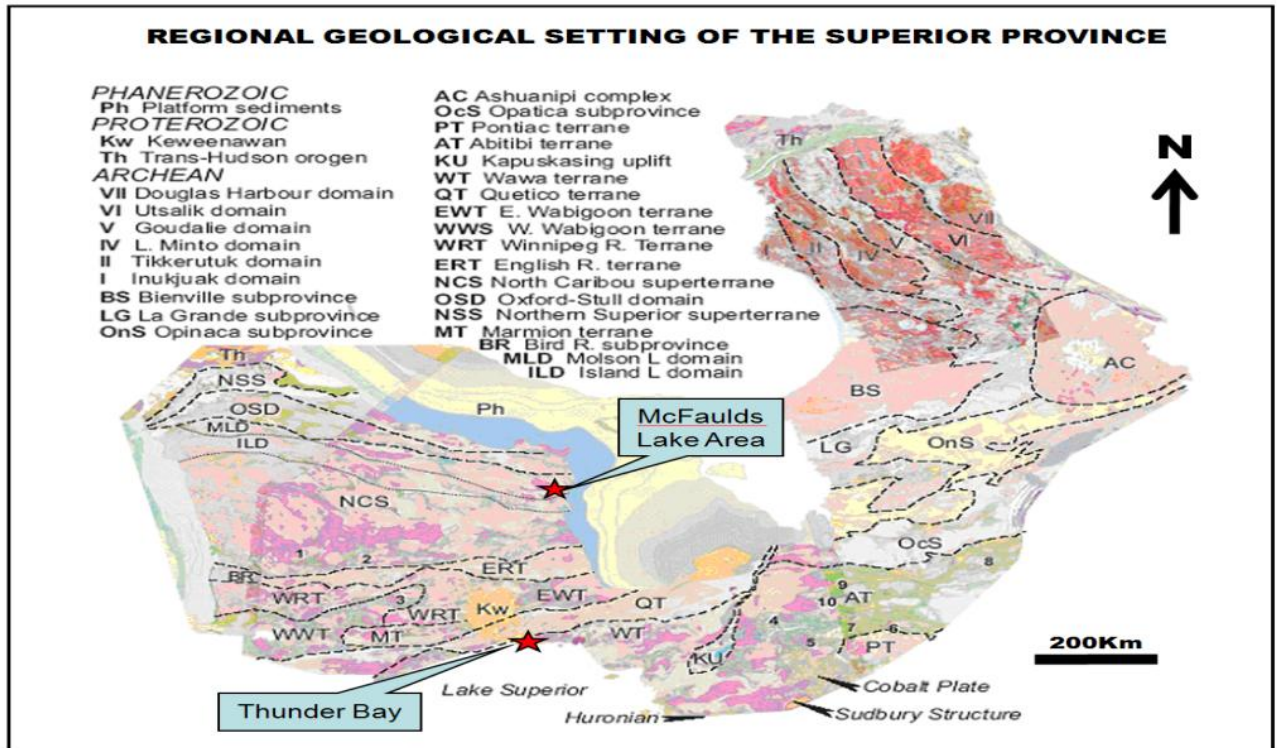 REGIONAL GEOLOGICAL SETTING OF THE SUPERIOR PROVINCE
PHANEROZOIC
Ph Platform sediments
PROTEROZOIC
Kw Keweenawan
Th Trans-Hudson orogen
ARCHEAN
VII Douglas Harbour domain
VI Utsalik domain
V Goudalie domain
IV L. Minto domain
II Tikkerutuk domain
I Inukjuak domain
BS Bienville subprovince
LG La Grande subprovince
OnS Opinaca subprovince
AC Ashuanipi complex
OcS Opatica subprovince
PT Pontiac terrane
AT Abitibi terrane
KU Kapuskasing uplift
WT Wawa terrane
QT Quetico terrane
EWT E. Wabigoon terrane
WWS W. Wabigoon terrane
WRT Winnipeg R. Terrane
ERT English R. terrane
NCS North Caribou superterrane
OSD Oxford-Stull domain
NSS Northern Superior superterrane
MT Marmion terrane
BR Bird R. subprovince
MLD Molson L domain
ILD Island L domain
N
Th
VII
VI
V
IV
II
I
AC
BS
LG
OnS
OcS
Th
NSS
OSD
MLD
ILD
Ph
McFaulds
Lake Area
NCS
1
2
ERT
BR
WRT
3
WRT
Kw
EWT
QT
WWT
MT
WT
KU
4
5
6
7
8
9
10
AT
PT
200Km
Lake Superior
Thunder Bay
Huronian
Cobalt Plate
Sudbury Structure